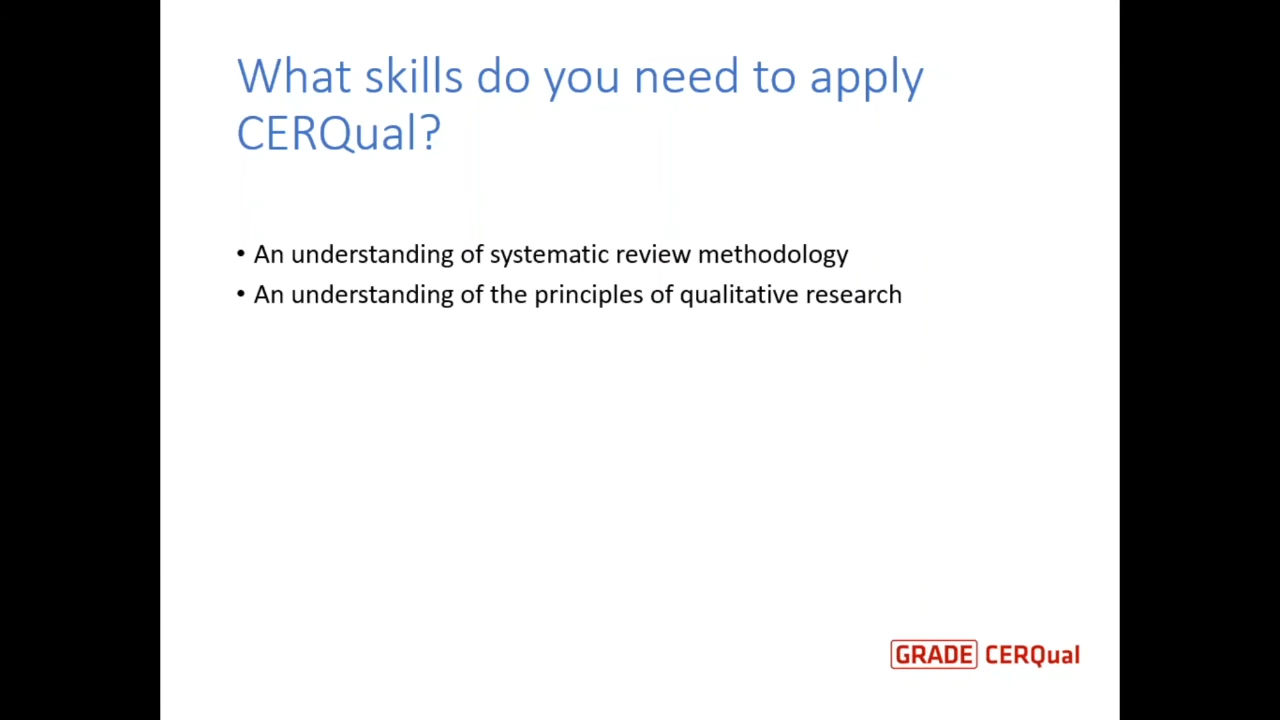 What skills do you need to apply
CERQual?
• An understanding of systematic review methodology
• An understanding of the principles of qualitative research
GRADE CERQual